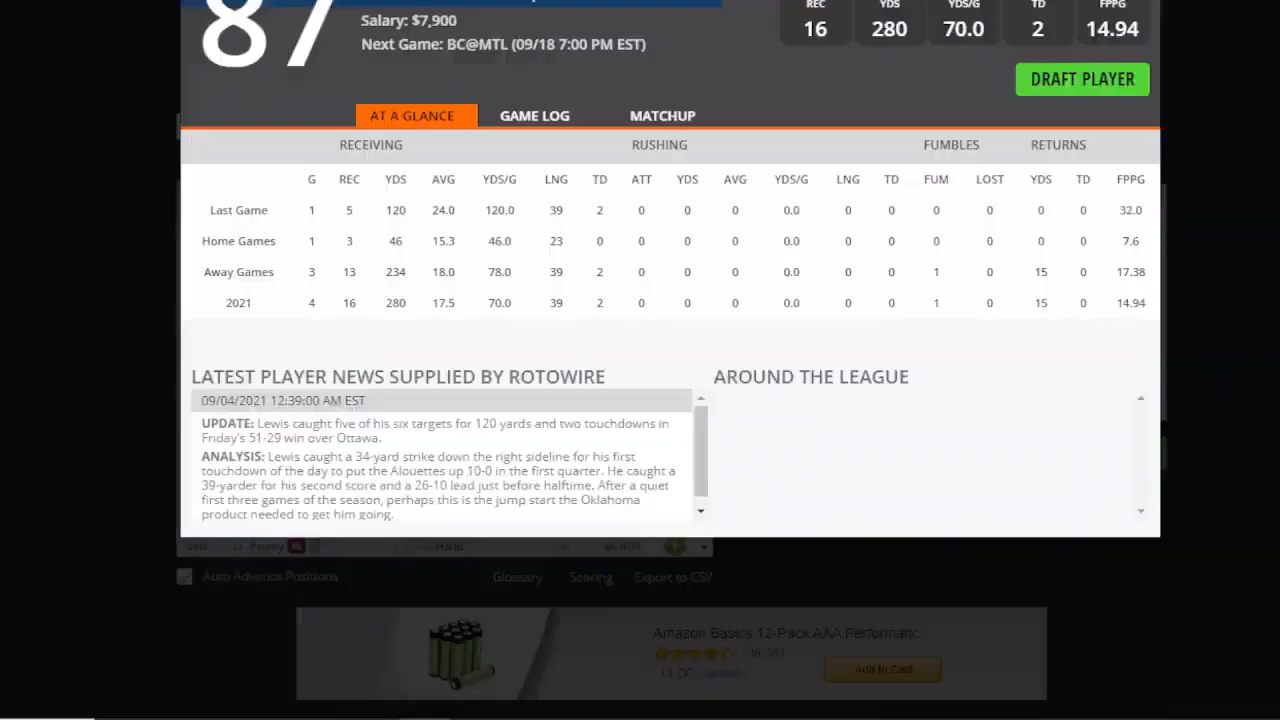 87
Salary: $7,900
Next Game: BC@MTL (09/18 7:00 PM EST)
REC YDS YDS/G TD FPPG
16 280 70.0 2 14.94
DRAFT PLAYER
AT A GLANCE GAME LOG MATCHUP
RECEIVING RUSHING FUMBLES RETURNS
G REC YDS AVG YDS/G LNG TD ATT YDS AVG YDS/G LNG TD FUM LOST YDS TD FPPG
Last Game 1 5 120 24.0 120.0 39 2 0 0 0 0.0 0 0 0 0 0 0 32.0
Home Games 1 3 46 15.3 46.0 23 0 0 0 0 0.0 0 0 0 0 0 0 7.6
Away Games 3 13 234 18.0 78.0 39 2 0 0 0 0.0 0 0 1 0 15 0 17.38
2021 4 16 280 17.5 70.0 39 2 0 0 0 0.0 0 0 1 0 15 0 14.94
LATEST PLAYER NEWS SUPPLIED BY ROTOWIRE
09/04/2021 12:39:00 AM EST
UPDATE: Lewis caught five of his six targets for 120 yards and two touchdowns in
Friday's 51-29 win over Ottawa.
ANALYSIS: Lewis caught a 34-yard strike down the right sideline for his first
touchdown of the day to put the Alouettes up 10-0 in the first quarter. He caught a
39-yarder for his second score and a 26-10 lead just before halftime. After a quiet
first three games of the season, perhaps this is the jump start the Oklahoma
product needed to get him going.
AROUND THE LEAGUE
Auto Advance Positions Glossary Scoring Export to CSV
Amazon Basics 12-Pack AAA Performanc
Add to Cart